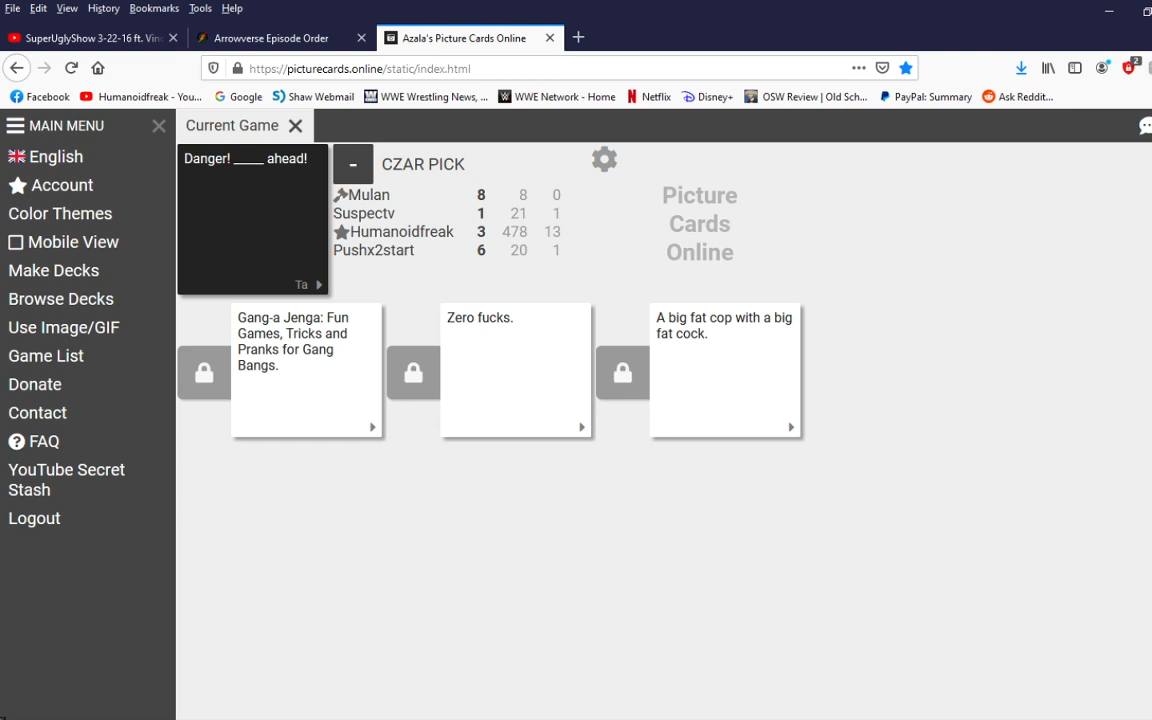 File Edit View History Bookmarks Tools Help
SuperUglyShow 3-22-16 ft. Vinc
Arrowverse Episode Order
Azala's Picture Cards Online
https://picturecards.online/static/index.html
2
Facebook
Humanoidfreak - You...
Google
Shaw Webmail
WWE Wrestling News, ...
WWE Network - Home
Netflix
Disney+
OSW Review | Old Sch...
PayPal: Summary
Ask Reddit...
MAIN MENU
English
Account
Color Themes
Mobile View
Make Decks
Browse Decks
Use Image/GIF
Game List
Donate
Contact
FAQ
YouTube Secret
Stash
Logout
Current Game
Danger! _____ ahead!
Ta
-
CZAR PICK
Mulan 8 8 0
Suspectv 1 21 1
Humanoidfreak 3 478 13
Pushx2start 6 20 1
Picture
Cards
Online
Gang-a Jenga: Fun
Games, Tricks and
Pranks for Gang
Bangs.
Zero fucks.
A big fat cop with a big
fat cock.